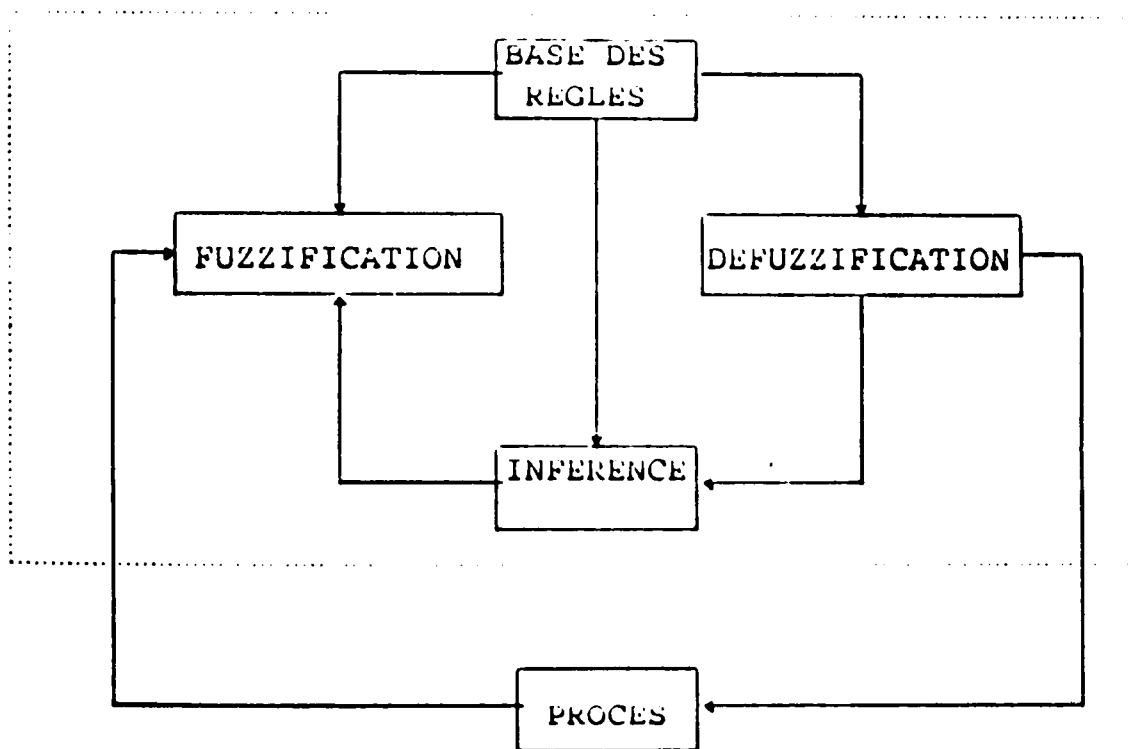 BASE DES
REGLES
FUZZIFICATION
DEFUZZIFICATION
INFERENCE
PROCES